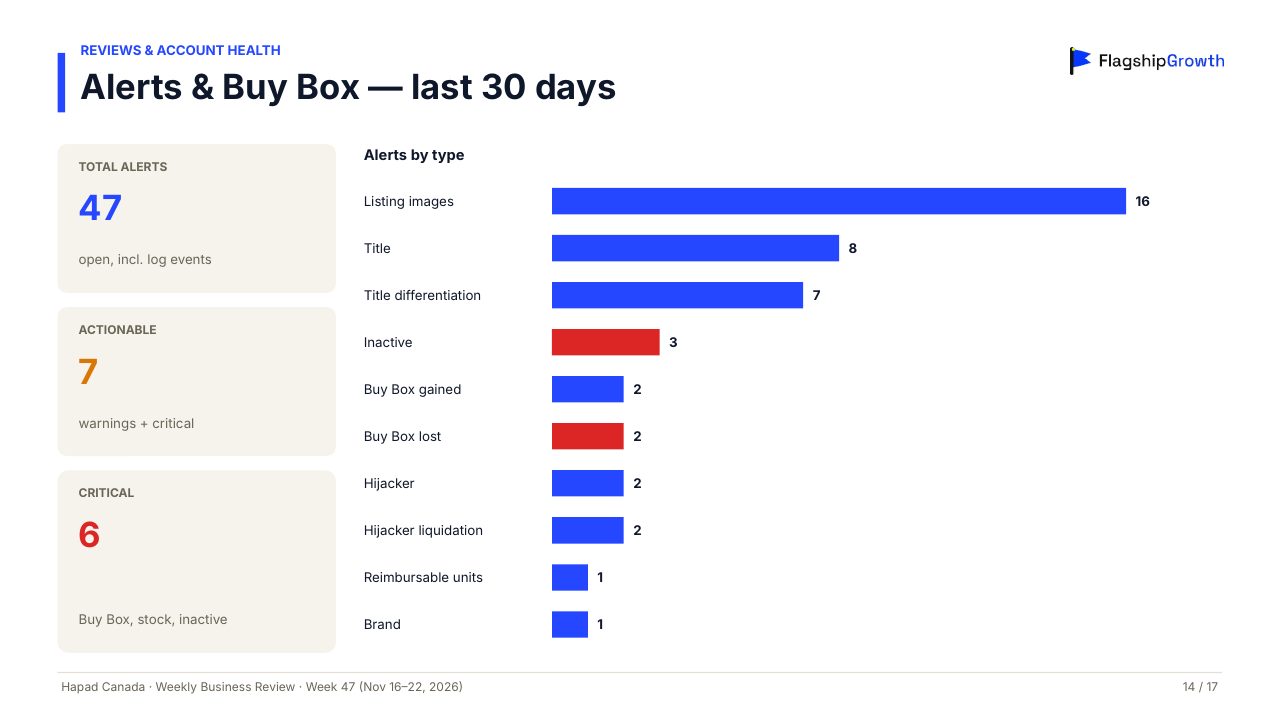 REVIEWS & ACCOUNT HEALTH
Alerts & Buy Box — last 30 days
FlagshipGrowth
TOTAL ALERTS
47
open, incl. log events
ACTIONABLE
7
warnings + critical
CRITICAL
6
Buy Box, stock, inactive
Alerts by type
Listing images 16
Title 8
Title differentiation 7
Inactive 3
Buy Box gained 2
Buy Box lost 2
Hijacker 2
Hijacker liquidation 2
Reimbursable units 1
Brand 1
Hapad Canada · Weekly Business Review · Week 47 (Nov 16–22, 2026)
14 / 17